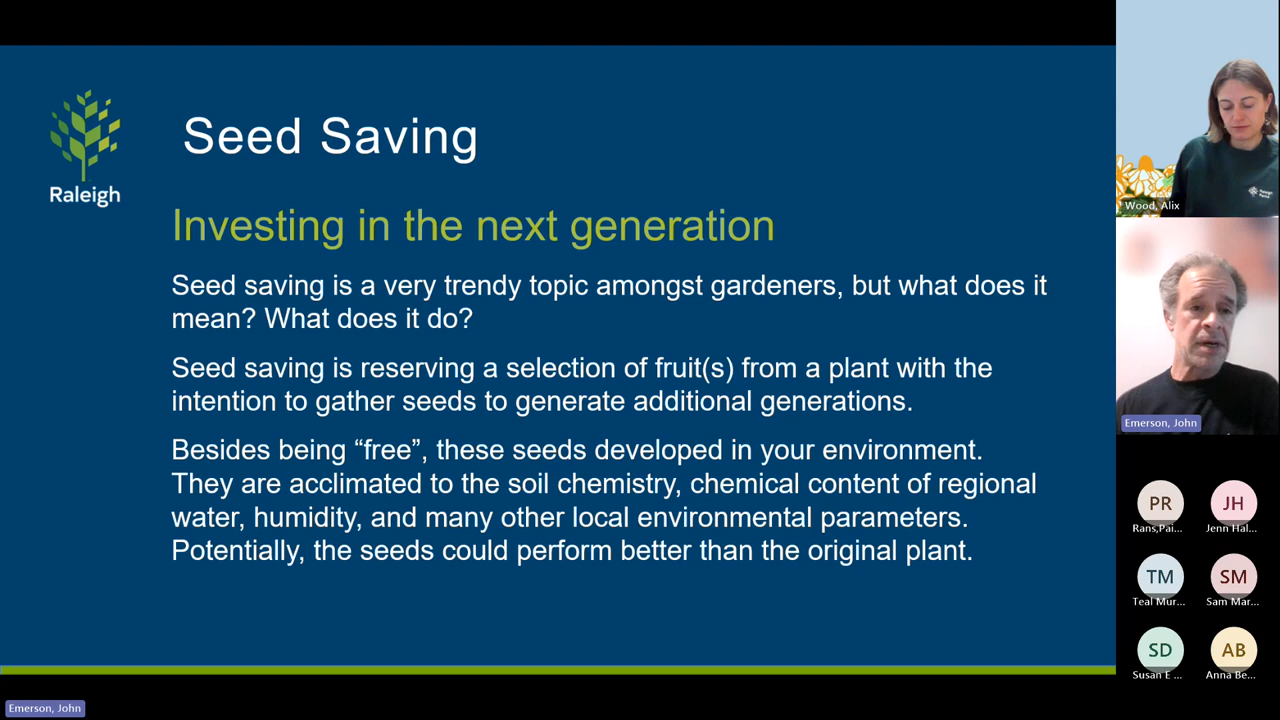 Raleigh
Seed Saving
Investing in the next generation
Seed saving is a very trendy topic amongst gardeners, but what does it
mean? What does it do?
Seed saving is reserving a selection of fruit(s) from a plant with the
intention to gather seeds to generate additional generations.
Besides being “free”, these seeds developed in your environment.
They are acclimated to the soil chemistry, chemical content of regional
water, humidity, and many other local environmental parameters.
Potentially, the seeds could perform better than the original plant.
Emerson, John
Wood, Alix
Emerson, John
PR
JH
Rans,Pai...
Jenn Hal...
TM
SM
Teal Mur...
Sam Mar...
SD
AB
Susan E ...
Anna Be...